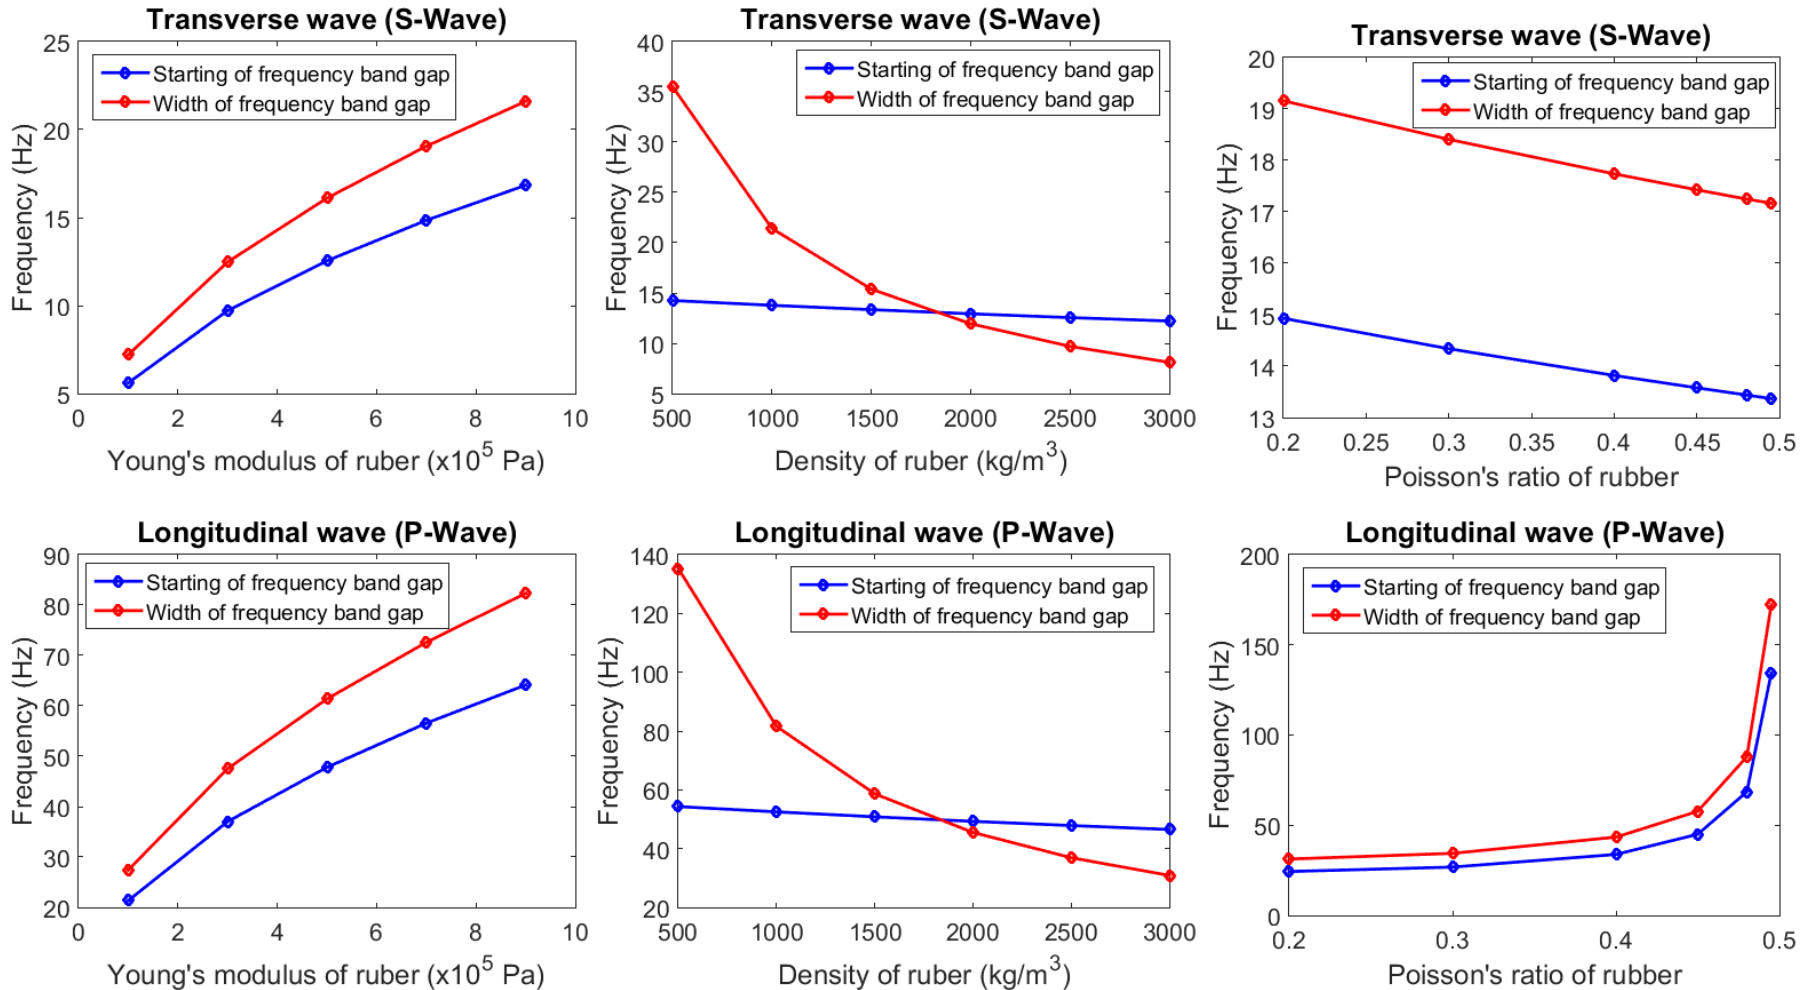 Transverse wave (S-Wave)
25
20
15
10
5
0
2
4
6
8
10
Frequency (Hz)
Starting of frequency band gap
Width of frequency band gap
Young's modulus of ruber (x10⁵ Pa)
Transverse wave (S-Wave)
40
35
30
25
20
15
10
5
500
1000
1500
2000
2500
3000
Frequency (Hz)
Starting of frequency band gap
Width of frequency band gap
Density of ruber (kg/m³)
Transverse wave (S-Wave)
20
19
18
17
16
15
14
13
0.2
0.25
0.3
0.35
0.4
0.45
0.5
Frequency (Hz)
Starting of frequency band gap
Width of frequency band gap
Poisson's ratio of rubber
Longitudinal wave (P-Wave)
90
80
70
60
50
40
30
20
0
2
4
6
8
10
Frequency (Hz)
Starting of frequency band gap
Width of frequency band gap
Young's modulus of ruber (x10⁵ Pa)
Longitudinal wave (P-Wave)
140
120
100
80
60
40
20
500
1000
1500
2000
2500
3000
Frequency (Hz)
Starting of frequency band gap
Width of frequency band gap
Density of ruber (kg/m³)
Longitudinal wave (P-Wave)
200
150
100
50
0
0.2
0.3
0.4
0.5
Frequency (Hz)
Starting of frequency band gap
Width of frequency band gap
Poisson's ratio of rubber